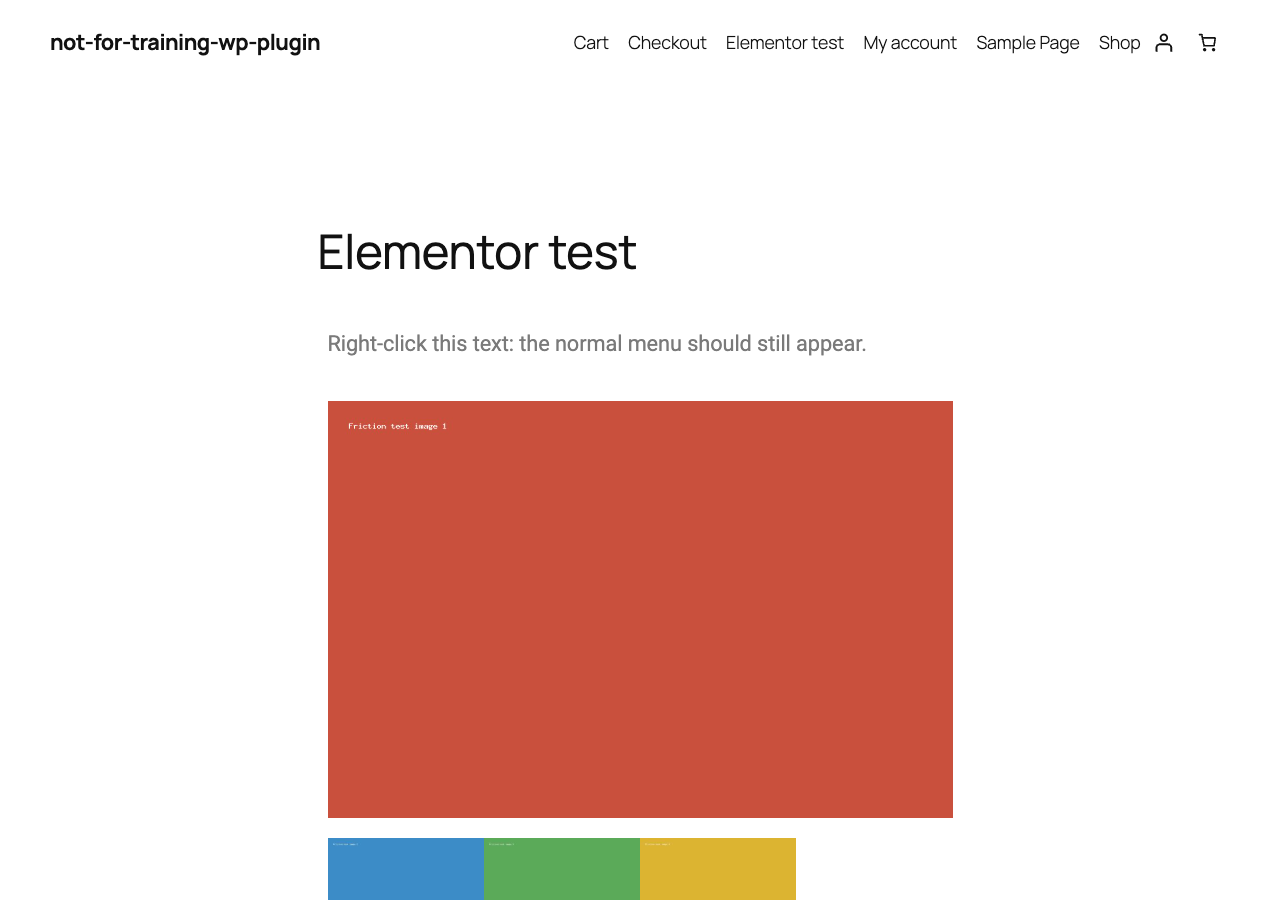 not-for-training-wp-plugin
Cart Checkout Elementor test My account Sample Page Shop
Elementor test
Right-click this text: the normal menu should still appear.
Friction test image 1